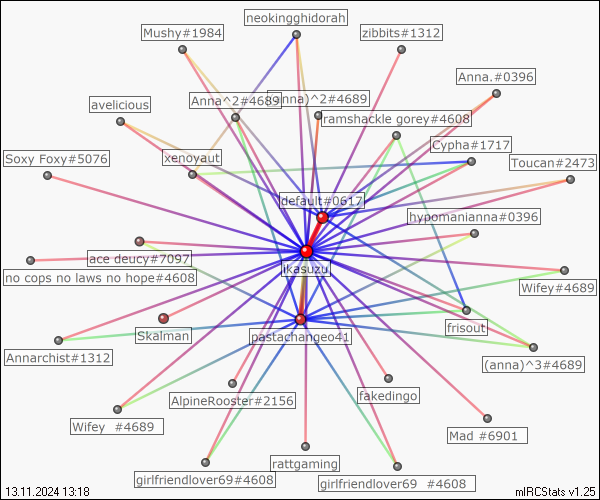 neokingghidorah
Mushy#1984
zibbits#1312
Anna.#0396
Anna^2#4689
anna)^2#4689
avelicious
ramshackle gorey#4608
Cypha#1717
Soxy Foxy#5076
xenoyaut
Toucan#2473
default#0617
hypomanianna#0396
ace deucy#7097
ikasuzu
no cops no laws no hope#4608
Wifey#4689
Skalman
frisout
Annarchist#1312
pastachangeo41
(anna)^3#4689
AlpineRooster#2156
fakedingo
Wifey #4689
Mad #6901
rattgaming
girlfriendlover69#4608
girlfriendlover69 #4608
13.11.2024 13:18
mIRCStats v1.25